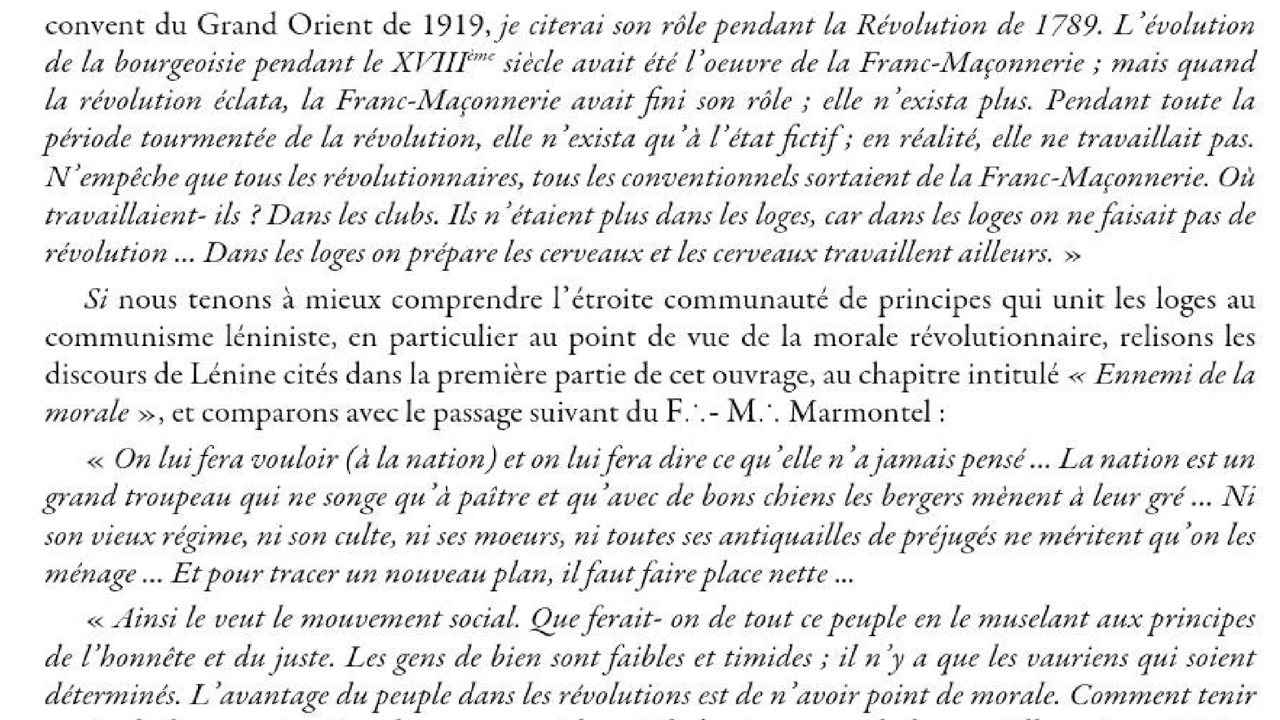 convent du Grand Orient de 1919, je citerai son rôle pendant la Révolution de 1789. L’évolution
de la bourgeoisie pendant le XVIIIème siècle avait été l’oeuvre de la Franc-Maçonnerie ; mais quand
la révolution éclata, la Franc-Maçonnerie avait fini son rôle ; elle n’exista plus. Pendant toute la
période tourmentée de la révolution, elle n’exista qu’à l’état fictif ; en réalité, elle ne travaillait pas.
N’empêche que tous les révolutionnaires, tous les conventionnels sortaient de la Franc-Maçonnerie. Où
travaillaient- ils ? Dans les clubs. Ils n’étaient plus dans les loges, car dans les loges on ne faisait pas de
révolution ... Dans les loges on prépare les cerveaux et les cerveaux travaillent ailleurs. »
Si nous tenons à mieux comprendre l’étroite communauté de principes qui unit les loges au
communisme léniniste, en particulier au point de vue de la morale révolutionnaire, relisons les
discours de Lénine cités dans la première partie de cet ouvrage, au chapitre intitulé « Ennemi de la
morale », et comparons avec le passage suivant du F∴- M∴ Marmontel :
« On lui fera vouloir (à la nation) et on lui fera dire ce qu’elle n’a jamais pensé ... La nation est un
grand troupeau qui ne songe qu’à paître et qu’avec de bons chiens les bergers mènent à leur gré ... Ni
son vieux régime, ni son culte, ni ses moeurs, ni toutes ses antiquailles de préjugés ne méritent qu’on les
ménage ... Et pour tracer un nouveau plan, il faut faire place nette ...
« Ainsi le veut le mouvement social. Que ferait- on de tout ce peuple en le muselant aux principes
de l’honnête et du juste. Les gens de bien sont faibles et timides ; il n’y a que les vauriens qui soient
déterminés. L’avantage du peuple dans les révolutions est de n’avoir point de morale. Comment tenir